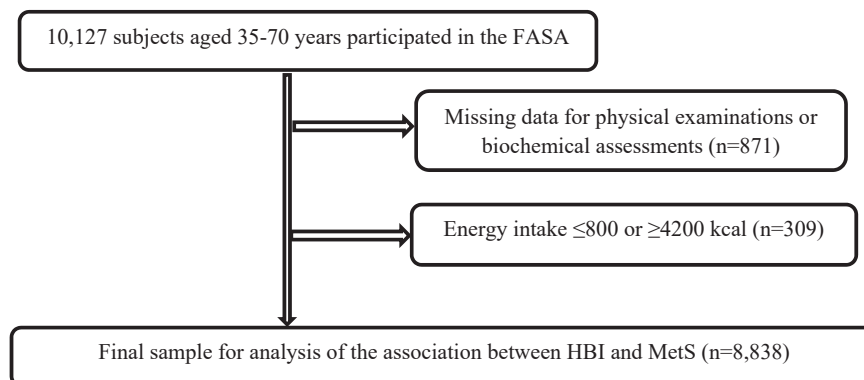 10,127 subjects aged 35-70 years participated in the FASA
Missing data for physical examinations or
biochemical assessments (n=871)
Energy intake ≤800 or ≥4200 kcal (n=309)
Final sample for analysis of the association between HBI and MetS (n=8,838)